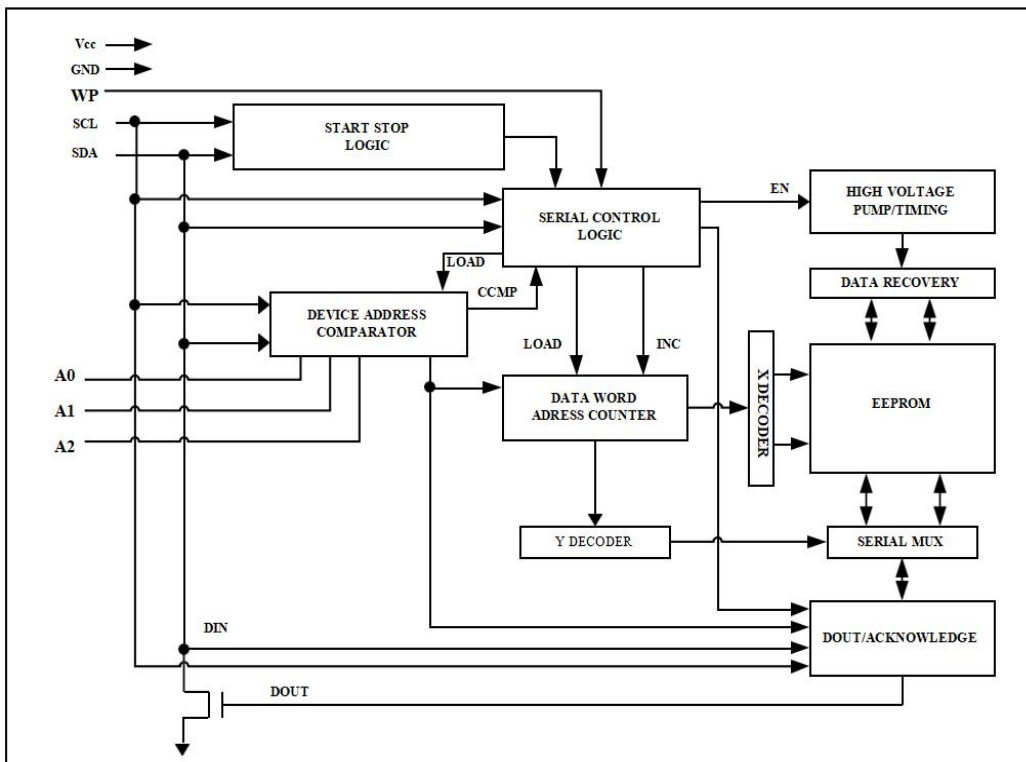 Vcc
GND
WP
SCL
SDA
START STOP
LOGIC
SERIAL CONTROL
LOGIC
EN
HIGH VOLTAGE
PUMP/TIMING
DATA RECOVERY
LOAD
CCMP
DEVICE ADDRESS
COMPARATOR
LOAD
INC
A0
A1
A2
DATA WORD
ADRESS COUNTER
X DECODER
EEPROM
Y DECODER
SERIAL MUX
DIN
DOUT/ACKNOWLEDGE
DOUT